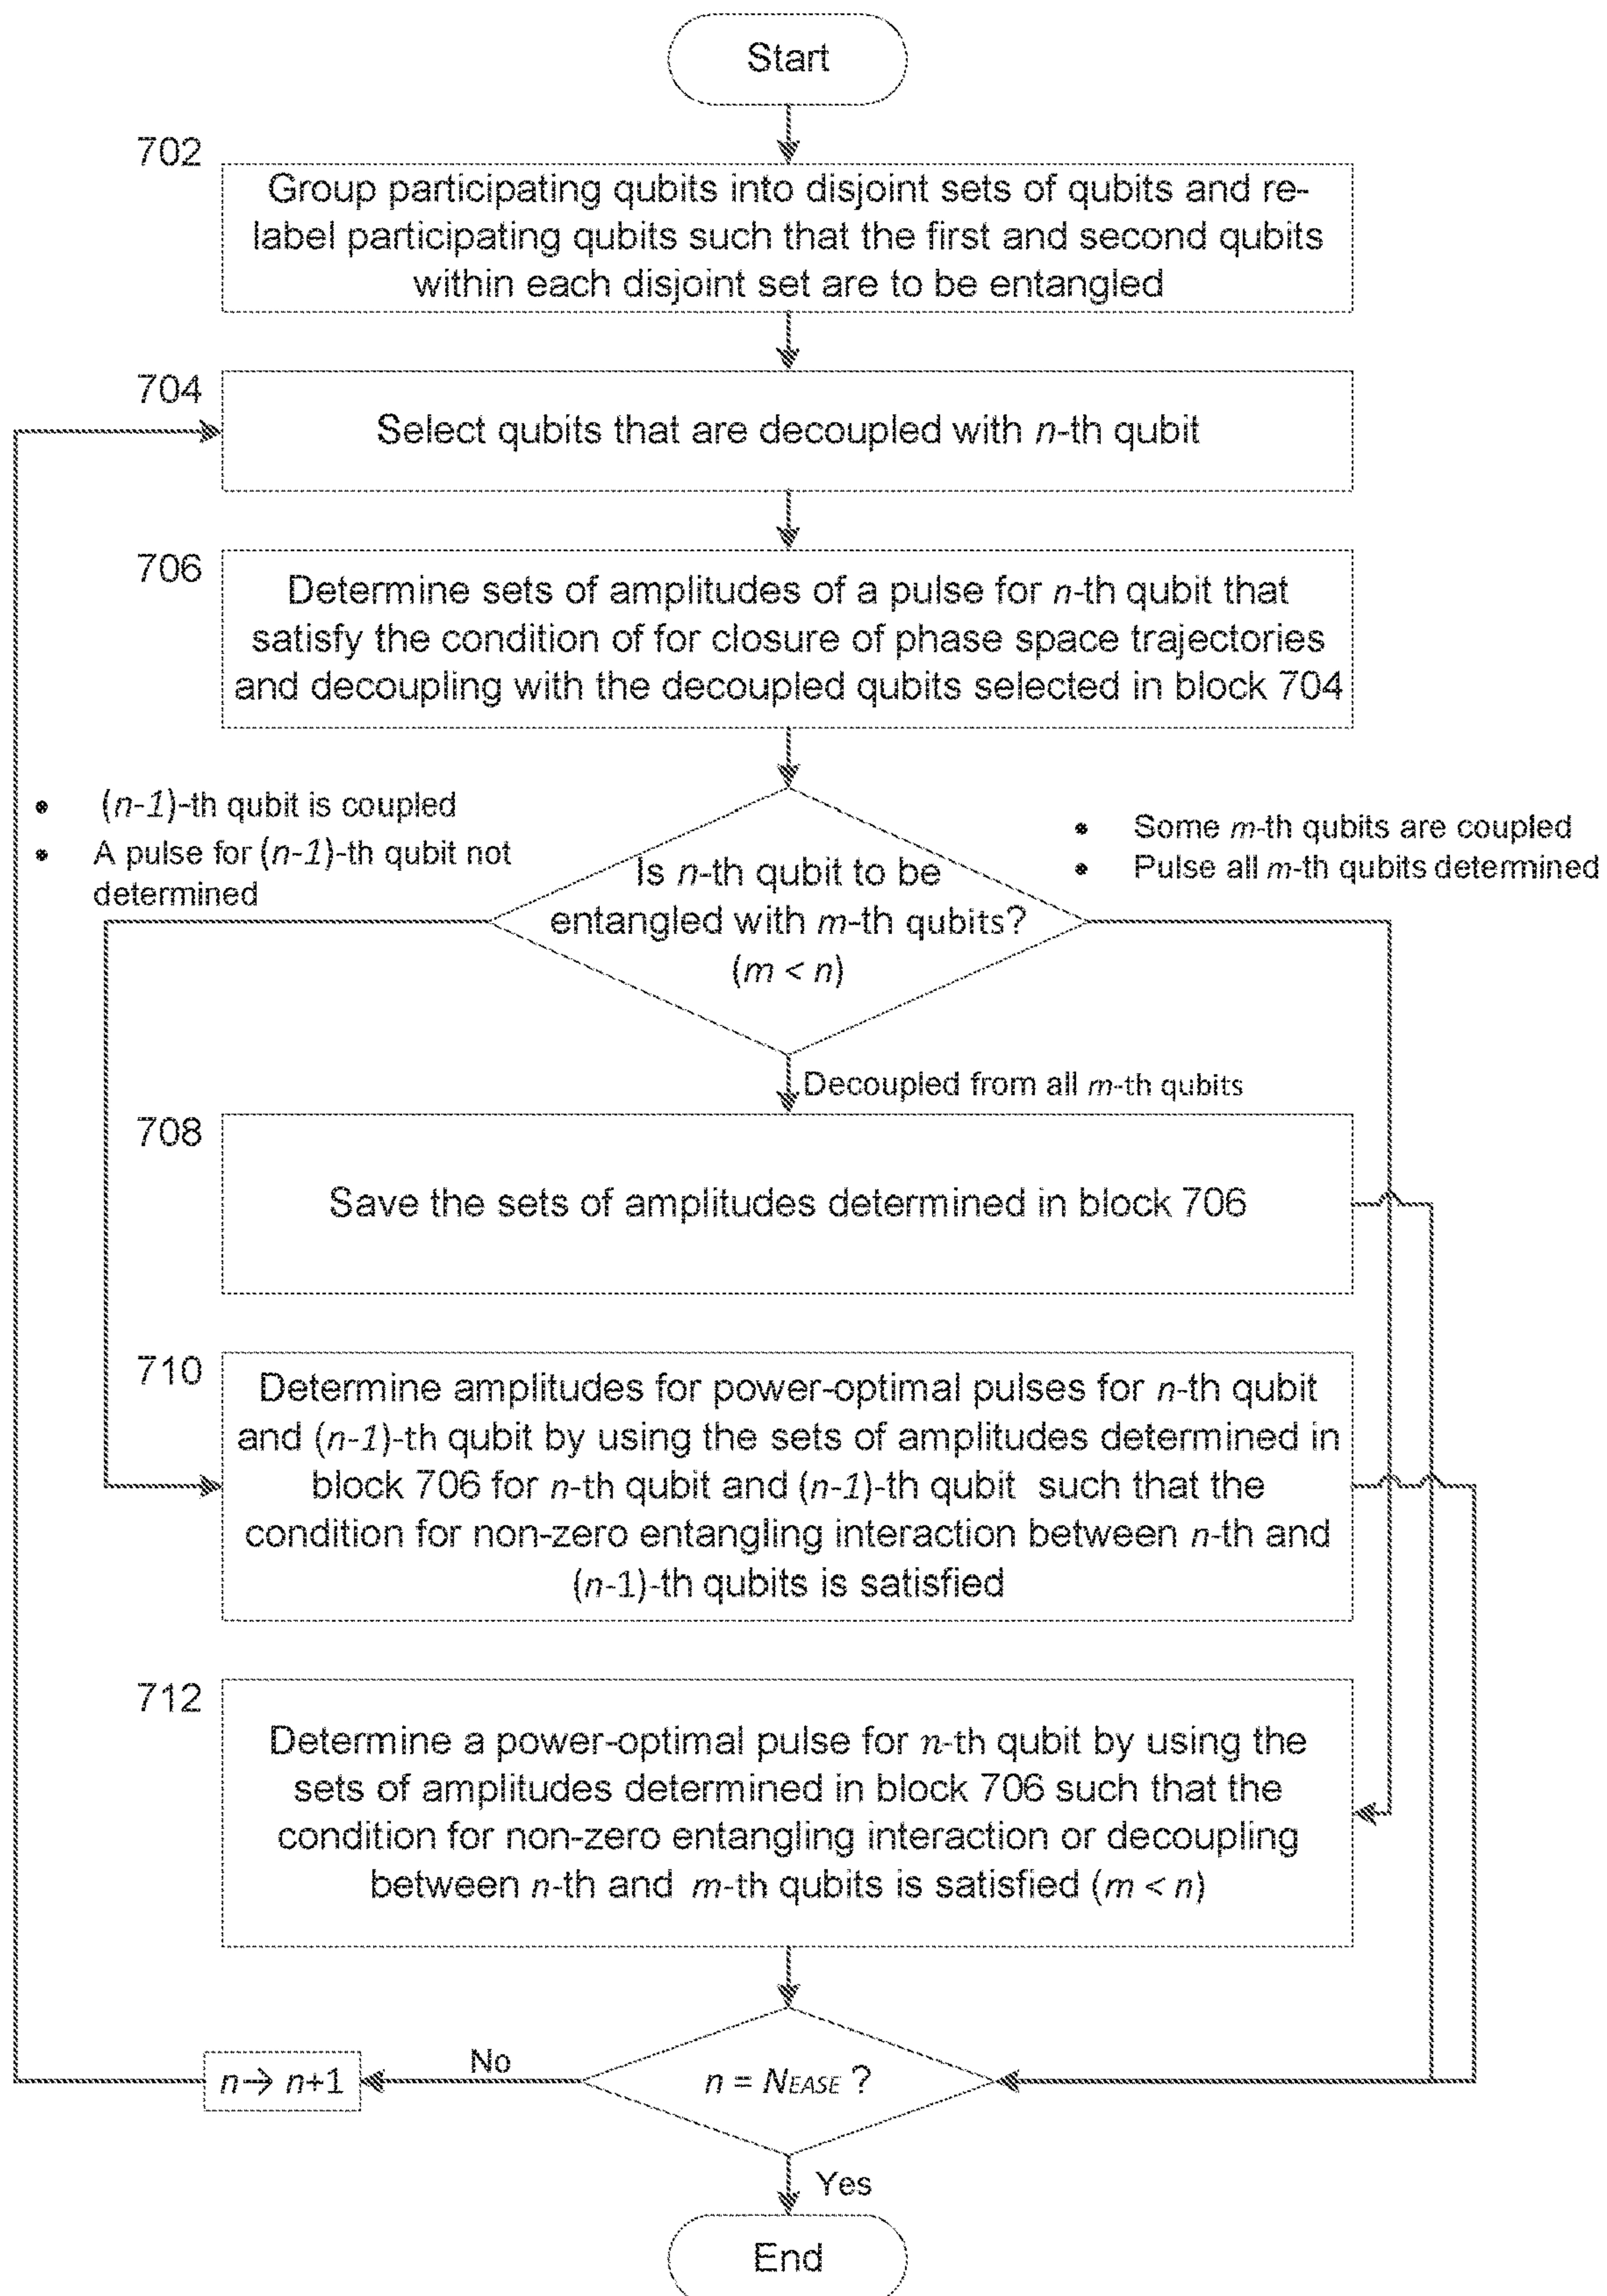 Start
702
Group participating qubits into disjoint sets of qubits and re-
label participating qubits such that the first and second qubits
within each disjoint set are to be entangled
704
Select qubits that are decoupled with n-th qubit
706
Determine sets of amplitudes of a pulse for n-th qubit that
satisfy the condition of for closure of phase space trajectories
and decoupling with the decoupled qubits selected in block 704
• (n-1)-th qubit is coupled
• A pulse for (n-1)-th qubit not
determined
• Some m-th qubits are coupled
• Pulse all m-th qubits determined
Is n-th qubit to be
entangled with m-th qubits?
(m < n)
Decoupled from all m-th qubits
708
Save the sets of amplitudes determined in block 706
710
Determine amplitudes for power-optimal pulses for n-th qubit
and (n-1)-th qubit by using the sets of amplitudes determined in
block 706 for n-th qubit and (n-1)-th qubit such that the
condition for non-zero entangling interaction between n-th and
(n-1)-th qubits is satisfied
712
Determine a power-optimal pulse for n-th qubit by using the
sets of amplitudes determined in block 706 such that the
condition for non-zero entangling interaction or decoupling
between n-th and m-th qubits is satisfied (m < n)
n→ n+1
No
n = NEASE ?
Yes
End